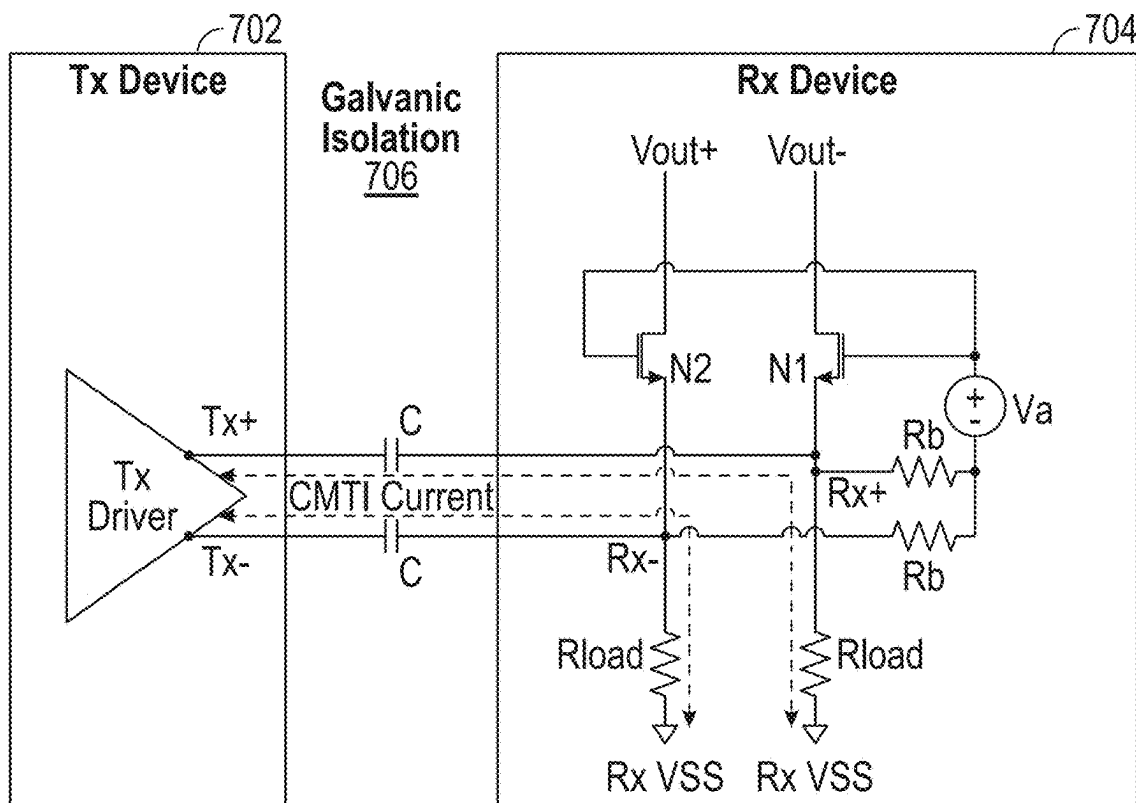 702
704
Tx Device
Galvanic
Isolation
706
Rx Device
Vout+
Vout-
N2
N1
Va
+
-
Tx+
C
Rb
Tx
Driver
CMTI Current
Rx+
Tx-
C
Rx-
Rb
Rload
Rload
Rx VSS
Rx VSS